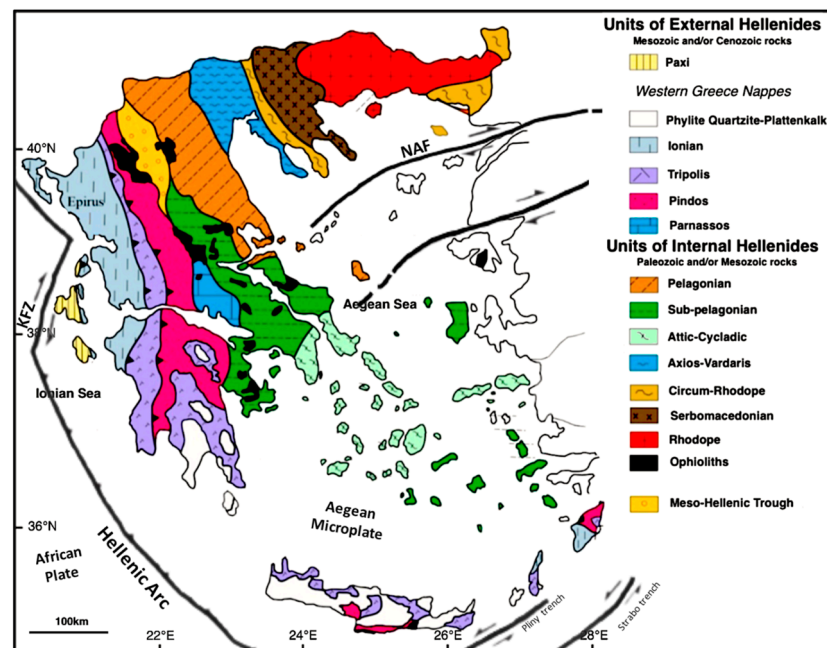 Units of External Hellenides
Mesozoic and/or Cenozoic rocks
Paxi
Western Greece Nappes
Phylite Quartzite-Plattenkalk
Ionian
Tripolis
Pindos
Parnassos
Units of Internal Hellenides
Paleozoic and/or Mesozoic rocks
Pelagonian
Sub-pelagonian
Attic-Cycladic
Axios-Vardaris
Circum-Rhodope
Serbomacedonian
Rhodope
Ophioliths
Meso-Hellenic Trough
40°N
NAF
Epirus
Aegean Sea
KFZ
38°N
Ionian Sea
Aegean
Microplate
36°N
Hellenic Arc
African
Plate
Pliny trench
Strabo trench
100km
22°E
24°E
26°E
28°E